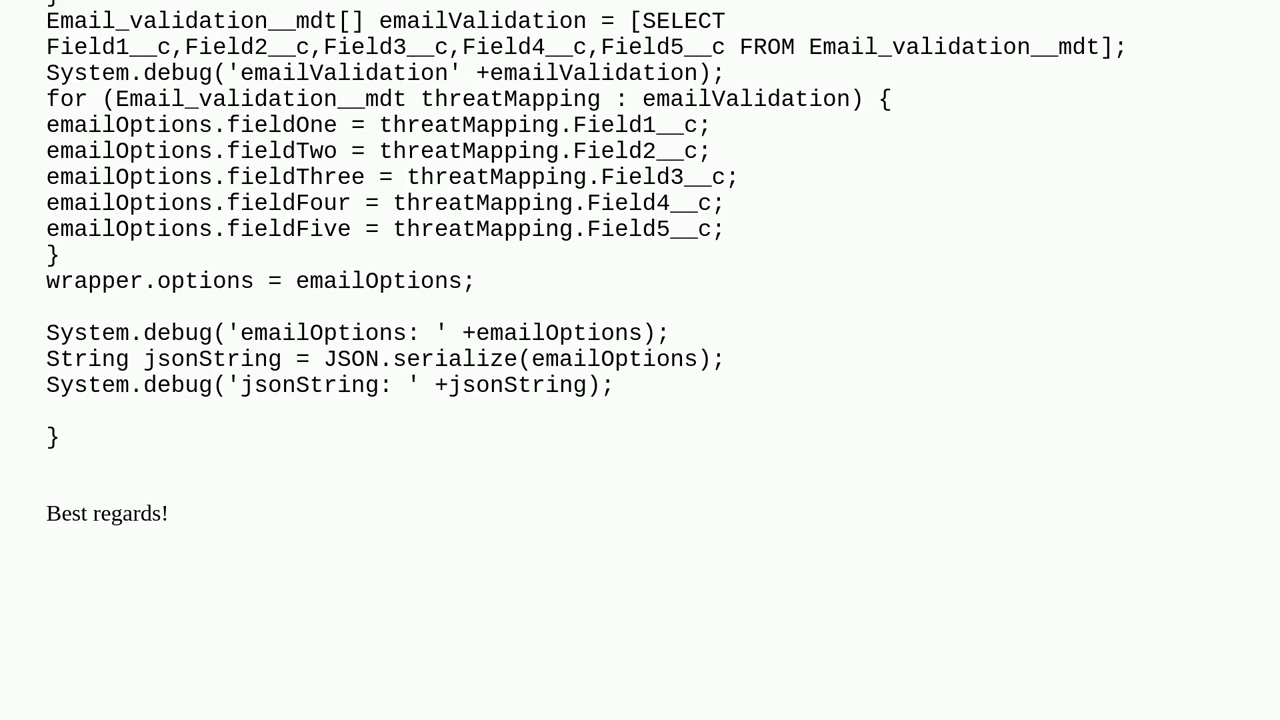 }
Email_validation__mdt[] emailValidation = [SELECT
Field1__c,Field2__c,Field3__c,Field4__c,Field5__c FROM Email_validation__mdt];
System.debug('emailValidation' +emailValidation);
for (Email_validation__mdt threatMapping : emailValidation) {
emailOptions.fieldOne = threatMapping.Field1__c;
emailOptions.fieldTwo = threatMapping.Field2__c;
emailOptions.fieldThree = threatMapping.Field3__c;
emailOptions.fieldFour = threatMapping.Field4__c;
emailOptions.fieldFive = threatMapping.Field5__c;
}
wrapper.options = emailOptions;
System.debug('emailOptions: ' +emailOptions);
String jsonString = JSON.serialize(emailOptions);
System.debug('jsonString: ' +jsonString);
}
Best regards!